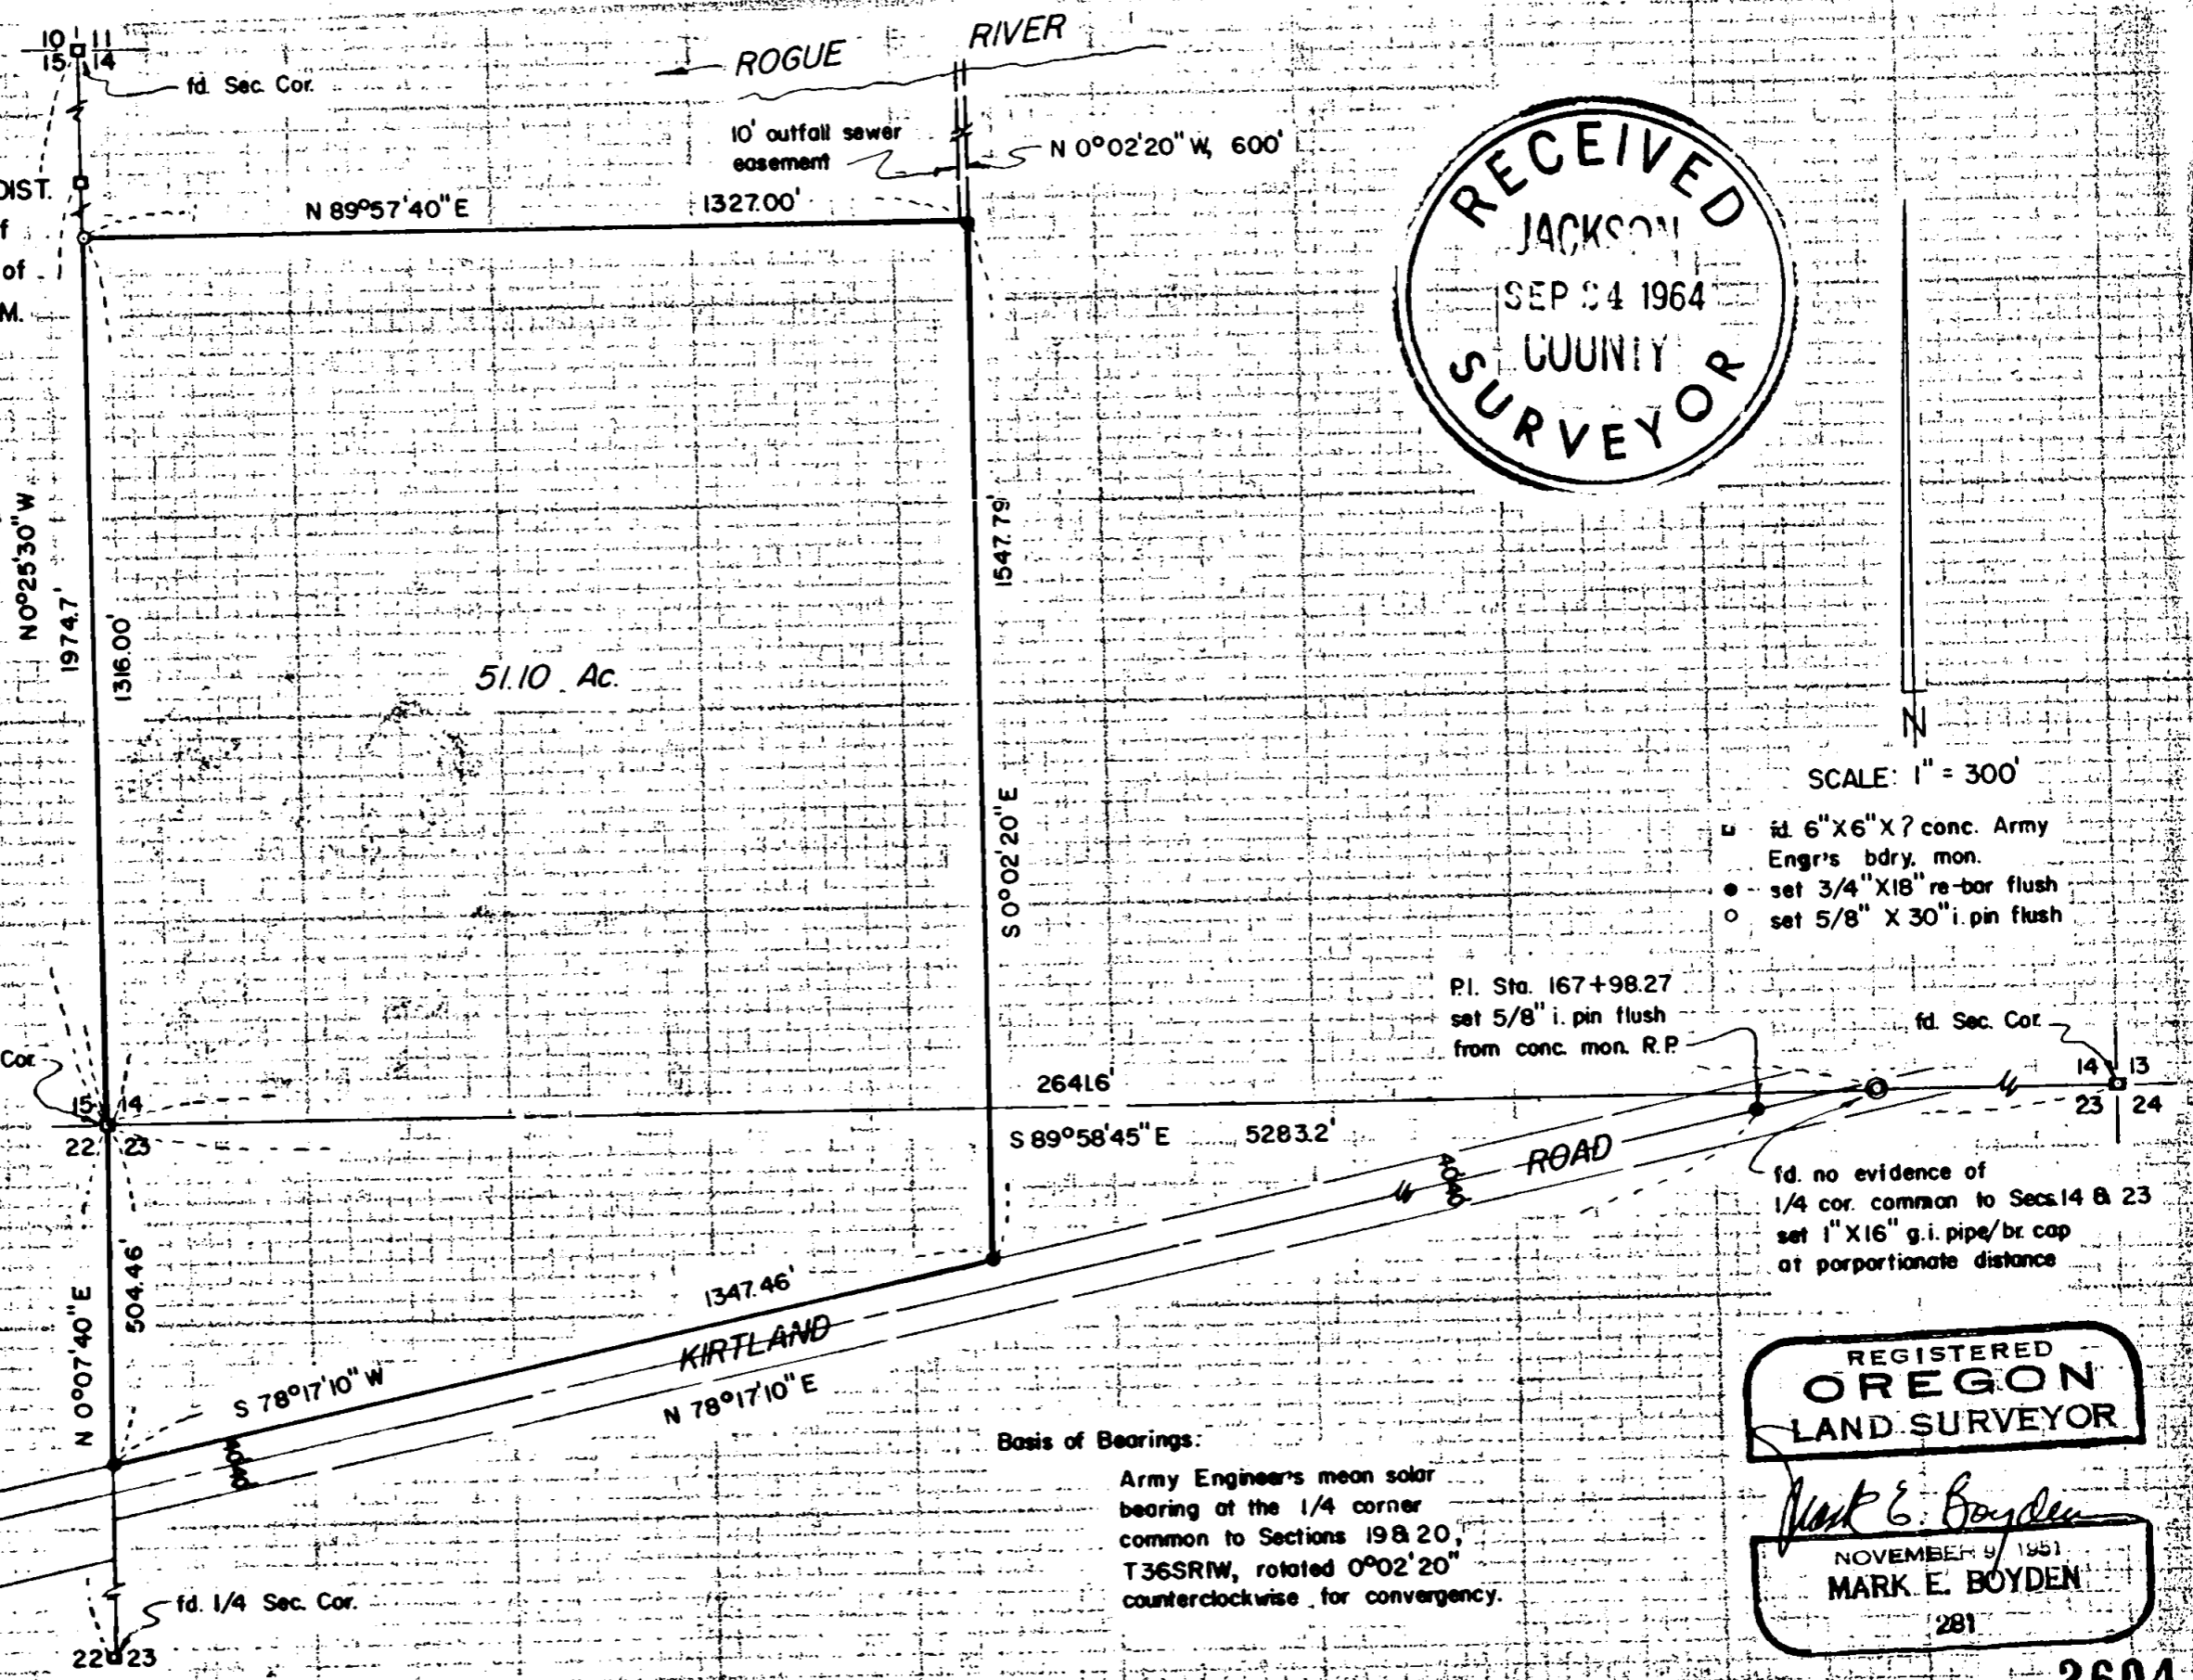 10 11
15 14
fd. Sec. Cor.
ROGUE RIVER
10' outfall sewer
easement
N 0°02'20" W, 600'
DIST.
f
of
M.
N 89°57'40" E 1327.00'
RECEIVED
JACKSON
SEP 1964
COUNTY
SURVEYOR
N 0°25'30" W
1974.7'
1316.00'
1547.79'
51.10 Ac.
S 0°02'20" E
N
SCALE: 1" = 300'
fd. 6"X6"X? conc. Army
Engr's bdry. mon.
set 3/4"X18" re-bar flush
set 5/8" X 30" i. pin flush
P.I. Sta. 167+98.27
set 5/8" i. pin flush
from conc. mon. R.P.
fd. Sec. Cor.
Cor.
15 14
22 23
2641.6'
S 89°58'45" E 5283.2'
14 13
23 24
KIRTLAND ROAD
40' 40'
fd. no evidence of
1/4 cor. common to Secs. 14 & 23
set 1"X16" g.i. pipe/br. cap
at porportionate distance
N 0°07'40" E
504.46'
1347.46'
S 78°17'10" W
N 78°17'10" E
40' 40'
Basis of Bearings:
Army Engineer's mean solar
bearing at the 1/4 corner
common to Sections 19 & 20,
T36SR1W, rotated 0°02'20"
counterclockwise for convergency.
fd. 1/4 Sec. Cor.
22 23
REGISTERED
OREGON
LAND SURVEYOR
Mark E. Boyden
NOVEMBER 9, 1951
MARK E. BOYDEN
281
2694